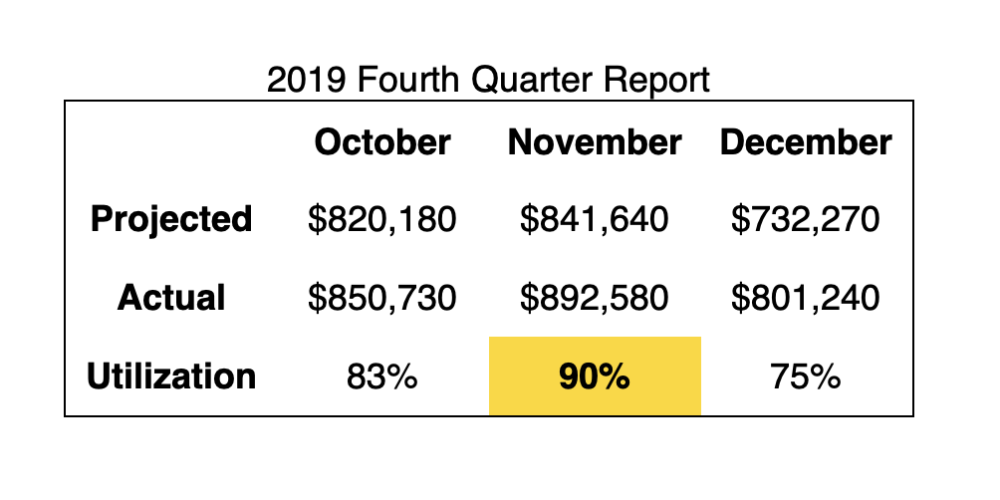 2019 Fourth Quarter Report
October November December
Projected $820,180 $841,640 $732,270
Actual $850,730 $892,580 $801,240
Utilization 83% 90% 75%